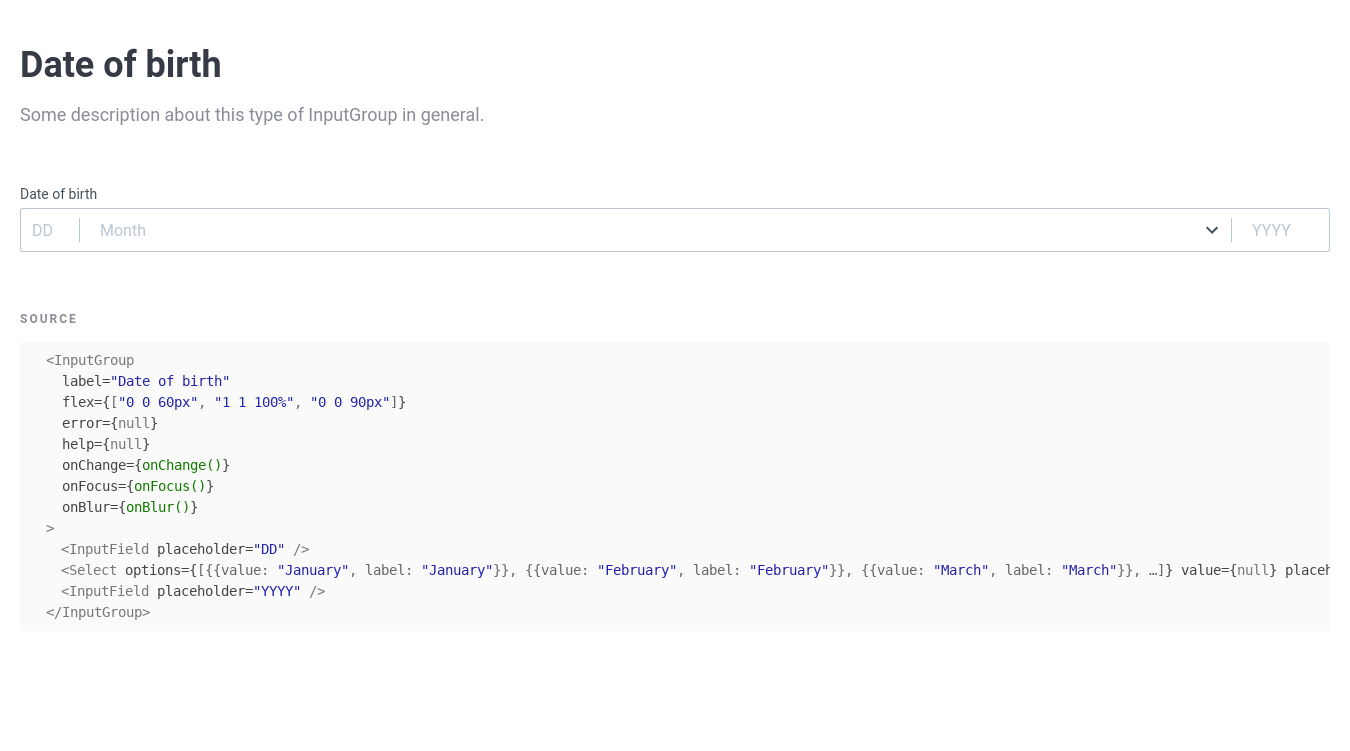 Date of birth
Some description about this type of InputGroup in general.
Date of birth
DD Month YYYY
SOURCE
<InputGroup
  label="Date of birth"
  flex={["0 0 60px", "1 1 100%", "0 0 90px"]}
  error={null}
  help={null}
  onChange={onChange()}
  onFocus={onFocus()}
  onBlur={onBlur()}
>
  <InputField placeholder="DD" />
  <Select options={[{{value: "January", label: "January"}}, {{value: "February", label: "February"}}, {{value: "March", label: "March"}}, …]} value={null} placeh
  <InputField placeholder="YYYY" />
</InputGroup>